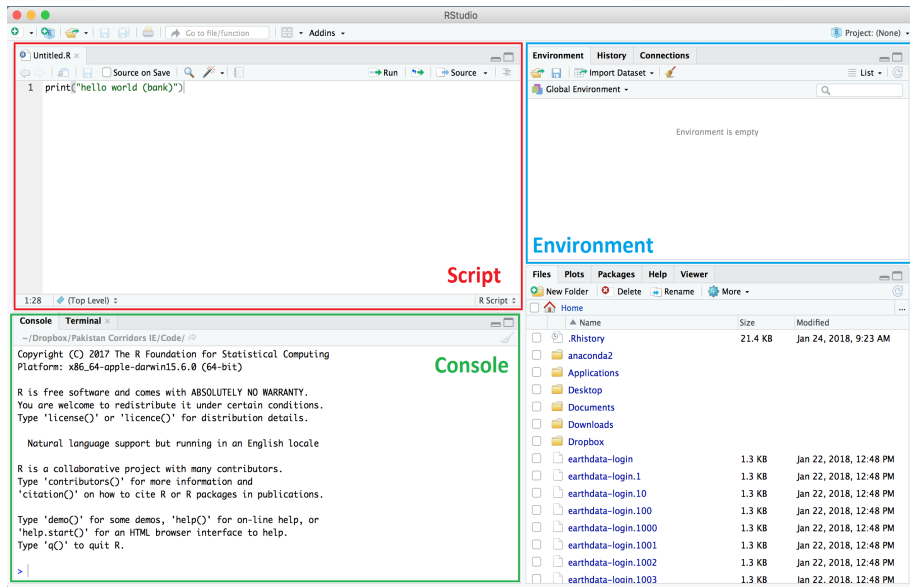 RStudio
Go to file/function
Addins
Project: (None)
Untitled.R
Source on Save
Run
Source
1 print("hello world (bank)")
Script
1:28 (Top Level) R Script
Console Terminal
~/Dropbox/Pakistan Corridors IE/Code/
Console
Copyright (C) 2017 The R Foundation for Statistical Computing
Platform: x86_64-apple-darwin15.6.0 (64-bit)
R is free software and comes with ABSOLUTELY NO WARRANTY.
You are welcome to redistribute it under certain conditions.
Type 'license()' or 'licence()' for distribution details.
Natural language support but running in an English locale
R is a collaborative project with many contributors.
Type 'contributors()' for more information and
'citation()' on how to cite R or R packages in publications.
Type 'demo()' for some demos, 'help()' for on-line help, or
'help.start()' for an HTML browser interface to help.
Type 'q()' to quit R.
>
Environment History Connections
Import Dataset List
Global Environment
Environment is empty
Environment
Files Plots Packages Help Viewer
New Folder Delete Rename More
Home ...
Name Size Modified
.Rhistory 21.4 KB Jan 24, 2018, 9:23 AM
anaconda2
Applications
Desktop
Documents
Downloads
Dropbox
earthdata-login 1.3 KB Jan 22, 2018, 12:48 PM
earthdata-login.1 1.3 KB Jan 22, 2018, 12:48 PM
earthdata-login.10 1.3 KB Jan 22, 2018, 12:48 PM
earthdata-login.100 1.3 KB Jan 22, 2018, 12:48 PM
earthdata-login.1000 1.3 KB Jan 22, 2018, 12:48 PM
earthdata-login.1001 1.3 KB Jan 22, 2018, 12:48 PM
earthdata-login.1002 1.3 KB Jan 22, 2018, 12:48 PM
earthdata-login.1003 1.3 KB Jan 22, 2018, 12:48 PM